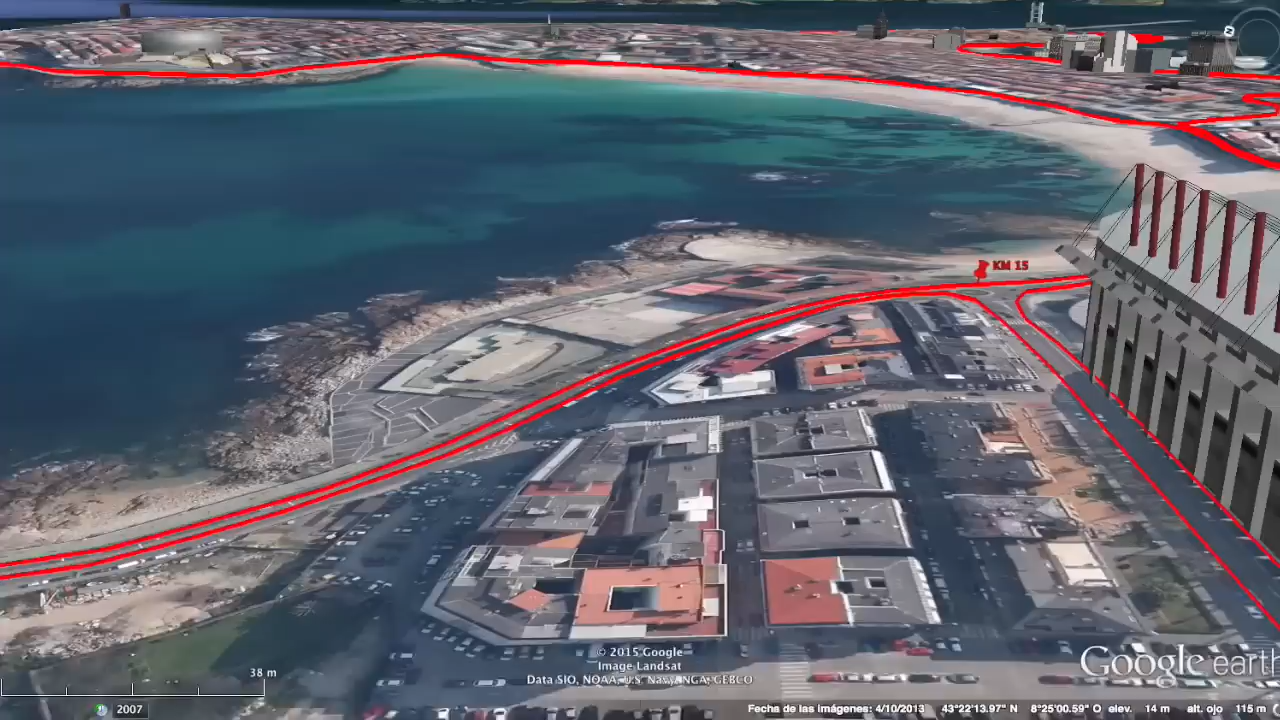 KM 15
38 m
© 2015 Google
Image Landsat
Data SIO, NOAA, U.S. Navy, NGA, GEBCO
Google earth
2007
Fecha de las imágenes: 4/10/2013 43°22'13.97" N 8°25'00.59" O elev. 14 m alt. ojo 115 m